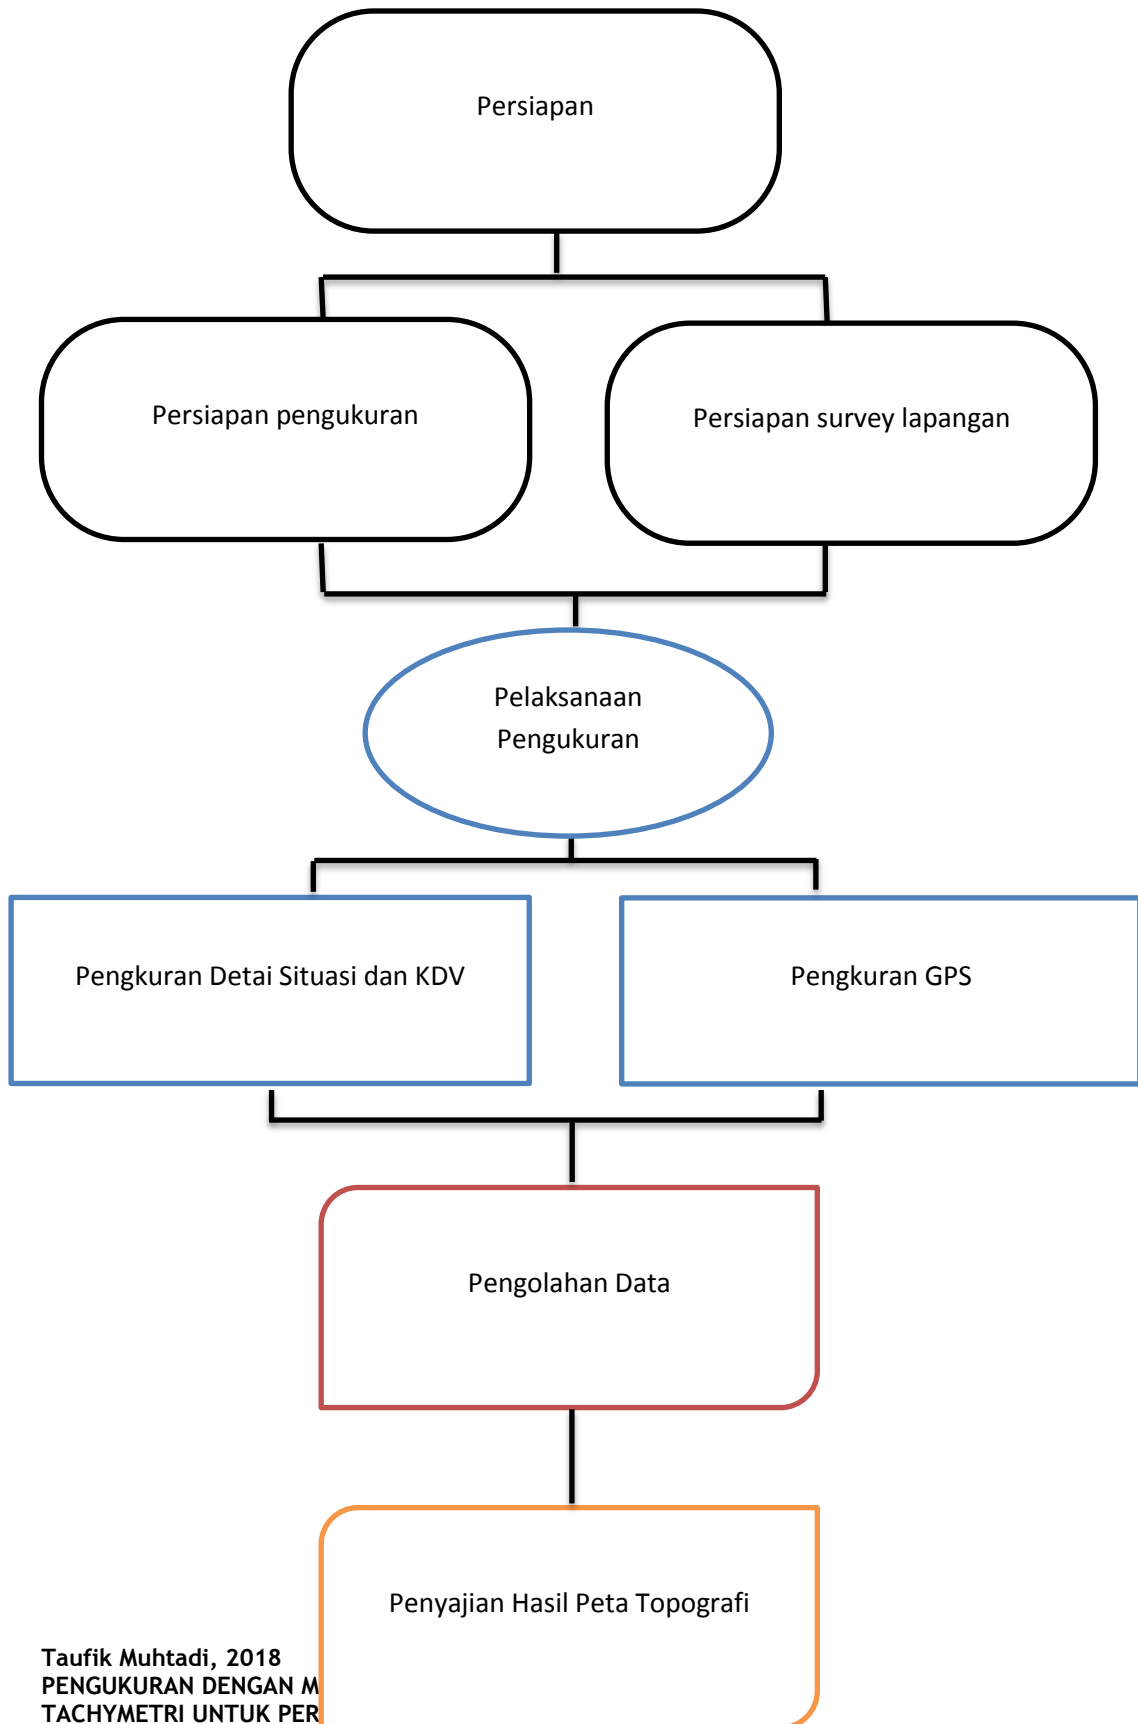 Persiapan
Persiapan pengukuran
Persiapan survey lapangan
Pelaksanaan
Pengukuran
Pengkuran Detai Situasi dan KDV
Pengkuran GPS
Pengolahan Data
Penyajian Hasil Peta Topografi
Taufik Muhtadi, 2018
PENGUKURAN DENGAN M
TACHYMETRI UNTUK PER